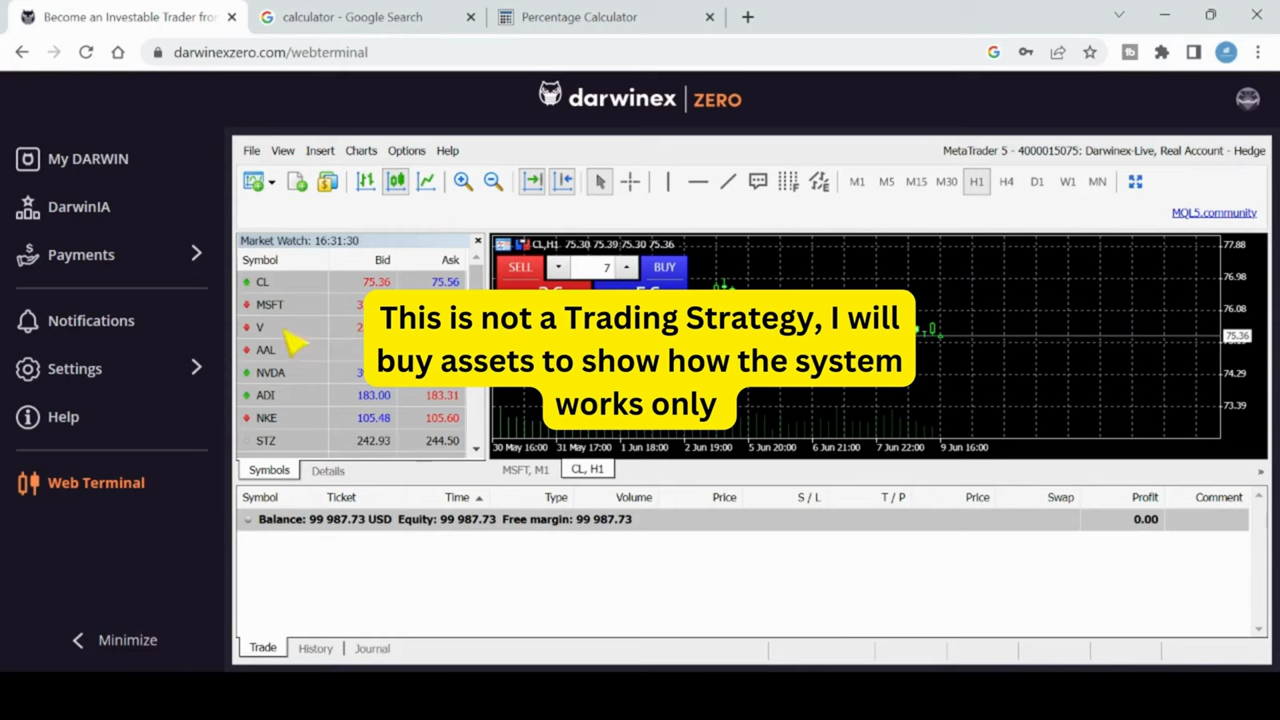 Become an Investable Trader from
calculator - Google Search
Percentage Calculator
darwinexzero.com/webterminal
darwinex | ZERO
My DARWIN
DarwinIA
Payments
Notifications
Settings
Help
Web Terminal
Minimize
File View Insert Charts Options Help
MetaTrader 5 - 4000015075: Darwinex-Live, Real Account - Hedge
M1 M5 M15 M30 H1 H4 D1 W1 MN
MQL5.community
Market Watch: 16:31:30
Symbol Bid Ask
CL 75.36 75.56
MSFT
V
AAL
NVDA
ADI 183.00 183.31
NKE 105.48 105.60
STZ 242.93 244.50
Symbols Details
CL,H1 75.30 75.39 75.30 75.36
SELL 7 BUY
77.88
76.98
76.08
75.36
74.29
73.39
This is not a Trading Strategy, I will
buy assets to show how the system
works only
30 May 16:00 31 May 17:00 1 Jun 18:00 2 Jun 19:00 5 Jun 20:00 6 Jun 21:00 7 Jun 22:00 9 Jun 16:00
MSFT, M1 CL, H1
Symbol Ticket Time Type Volume Price S / L T / P Price Swap Profit Comment
Balance: 99 987.73 USD Equity: 99 987.73 Free margin: 99 987.73 0.00
Trade History Journal